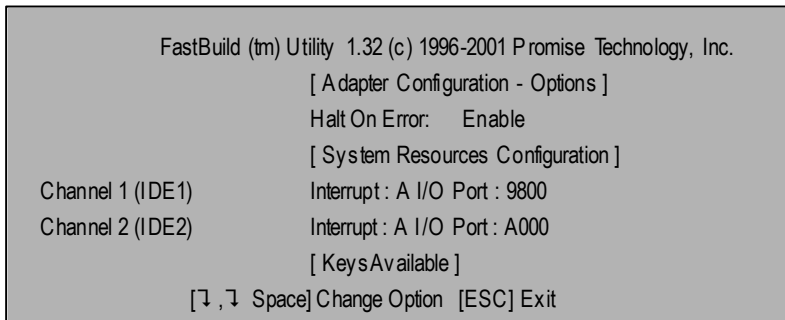 FastBuild (tm) Utility 1.32 (c) 1996-2001 Promise Technology, Inc.
[ Adapter Configuration - Options ]
Halt On Error: Enable
[ System Resources Configuration ]
Channel 1 (IDE1) Interrupt : A I/O Port : 9800
Channel 2 (IDE2) Interrupt : A I/O Port : A000
[ Keys Available ]
[↴ ,↴ Space] Change Option [ESC] Exit